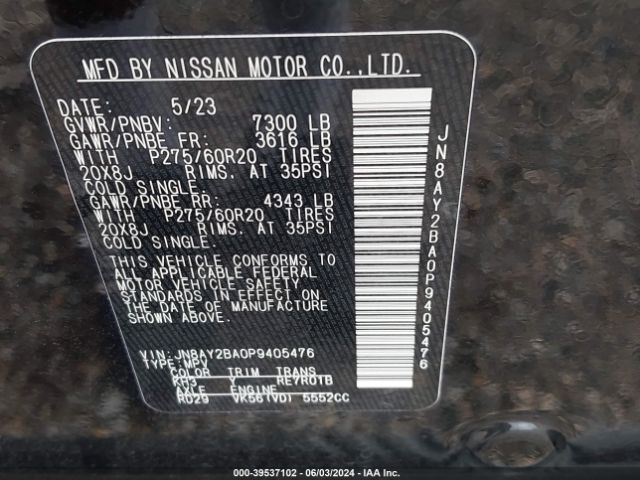 MFD BY NISSAN MOTOR CO.,LTD.
DATE: 5/23
GVWR/PNBV: 7300 LB
GAWR/PNBE FR: 3616 LB
WITH P275/60R20 TIRES
20X8J RIMS. AT 35PSI
COLD SINGLE.
GAWR/PNBE RR: 4343 LB
WITH P275/60R20 TIRES
20X8J RIMS. AT 35PSI
COLD SINGLE.
THIS VEHICLE CONFORMS TO
ALL APPLICABLE FEDERAL
MOTOR VEHICLE SAFETY
STANDARDS IN EFFECT ON
THE DATE OF MANUFACTURE
SHOWN ABOVE.
VIN: JN8AY2BA0P9405476
TYPE: MPV
COLOR TRIM TRANS
KH3 Y RE7R01B
AXLE ENGINE
RD29 VK56(VD) 5552CC
JN8AY2BA0P9405476
000-39537102 - 06/03/2024 - IAA Inc.